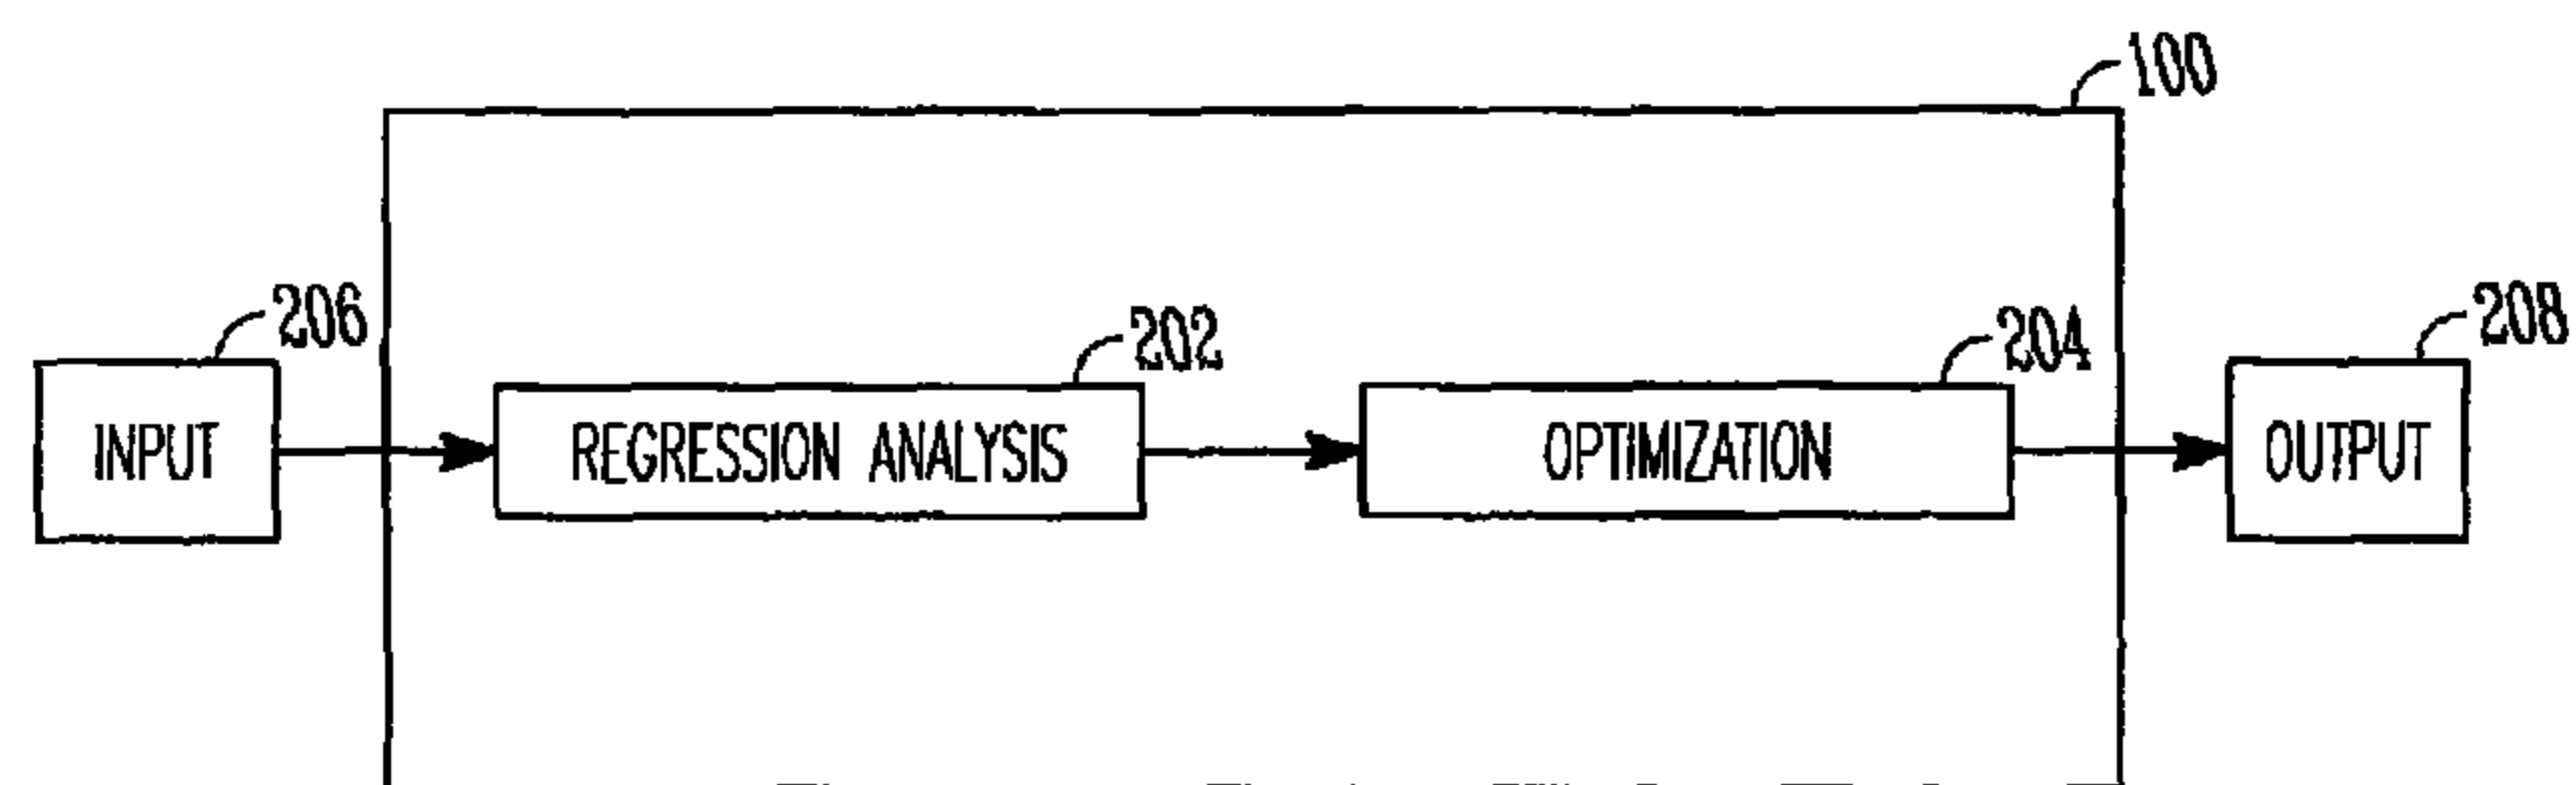 100
206
202
204
208
INPUT
REGRESSION ANALYSIS
OPTIMIZATION
OUTPUT